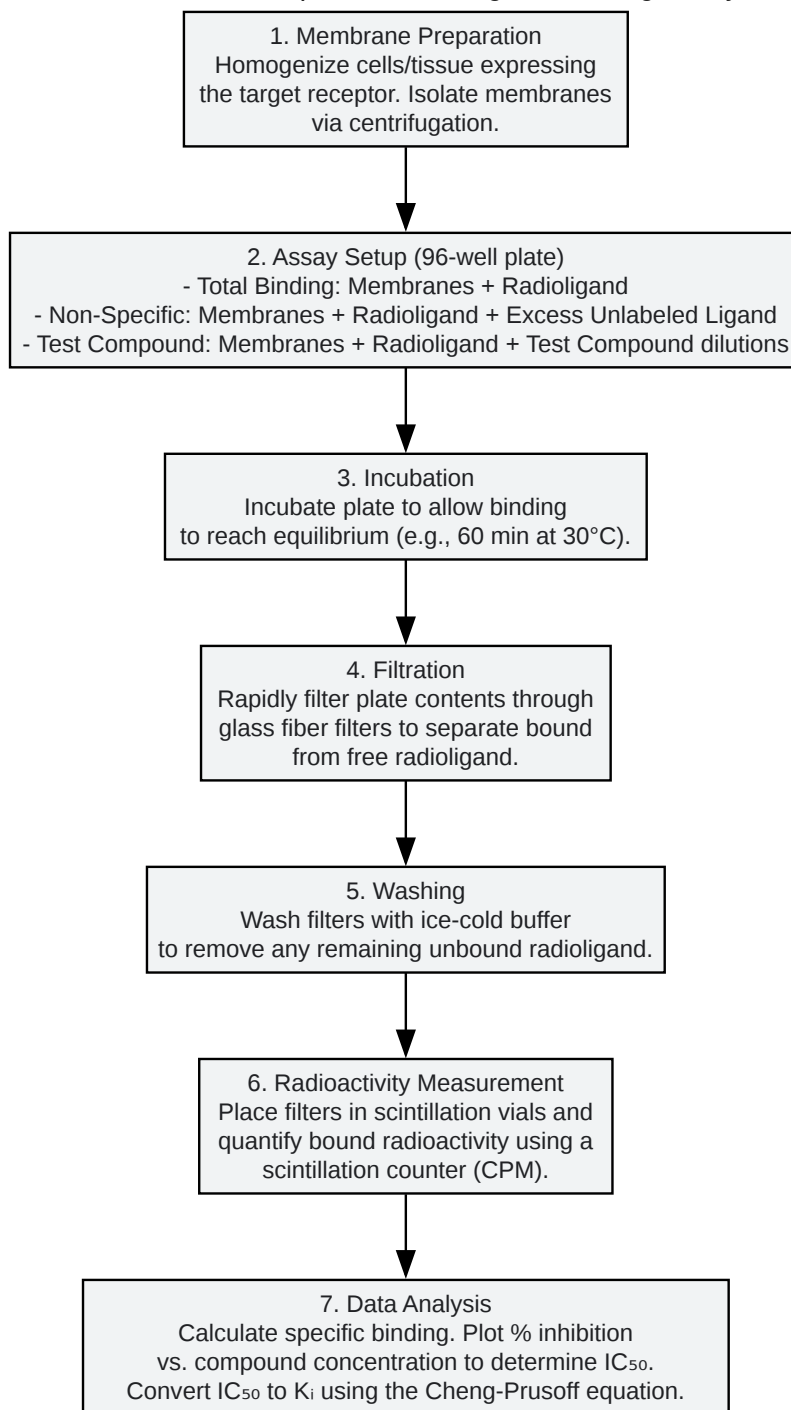 1. Membrane Preparation
Homogenize cells/tissue expressing
the target receptor. Isolate membranes
via centrifugation.
2. Assay Setup (96-well plate)
- Total Binding: Membranes + Radioligand
- Non-Specific: Membranes + Radioligand + Excess Unlabeled Ligand
- Test Compound: Membranes + Radioligand + Test Compound dilutions
3. Incubation
Incubate plate to allow binding
to reach equilibrium (e.g., 60 min at 30°C).
4. Filtration
Rapidly filter plate contents through
glass fiber filters to separate bound
from free radioligand.
5. Washing
Wash filters with ice-cold buffer
to remove any remaining unbound radioligand.
6. Radioactivity Measurement
Place filters in scintillation vials and
quantify bound radioactivity using a
scintillation counter (CPM).
7. Data Analysis
Calculate specific binding. Plot % inhibition
vs. compound concentration to determine IC₅₀.
Convert IC₅₀ to Kᵢ using the Cheng-Prusoff equation.